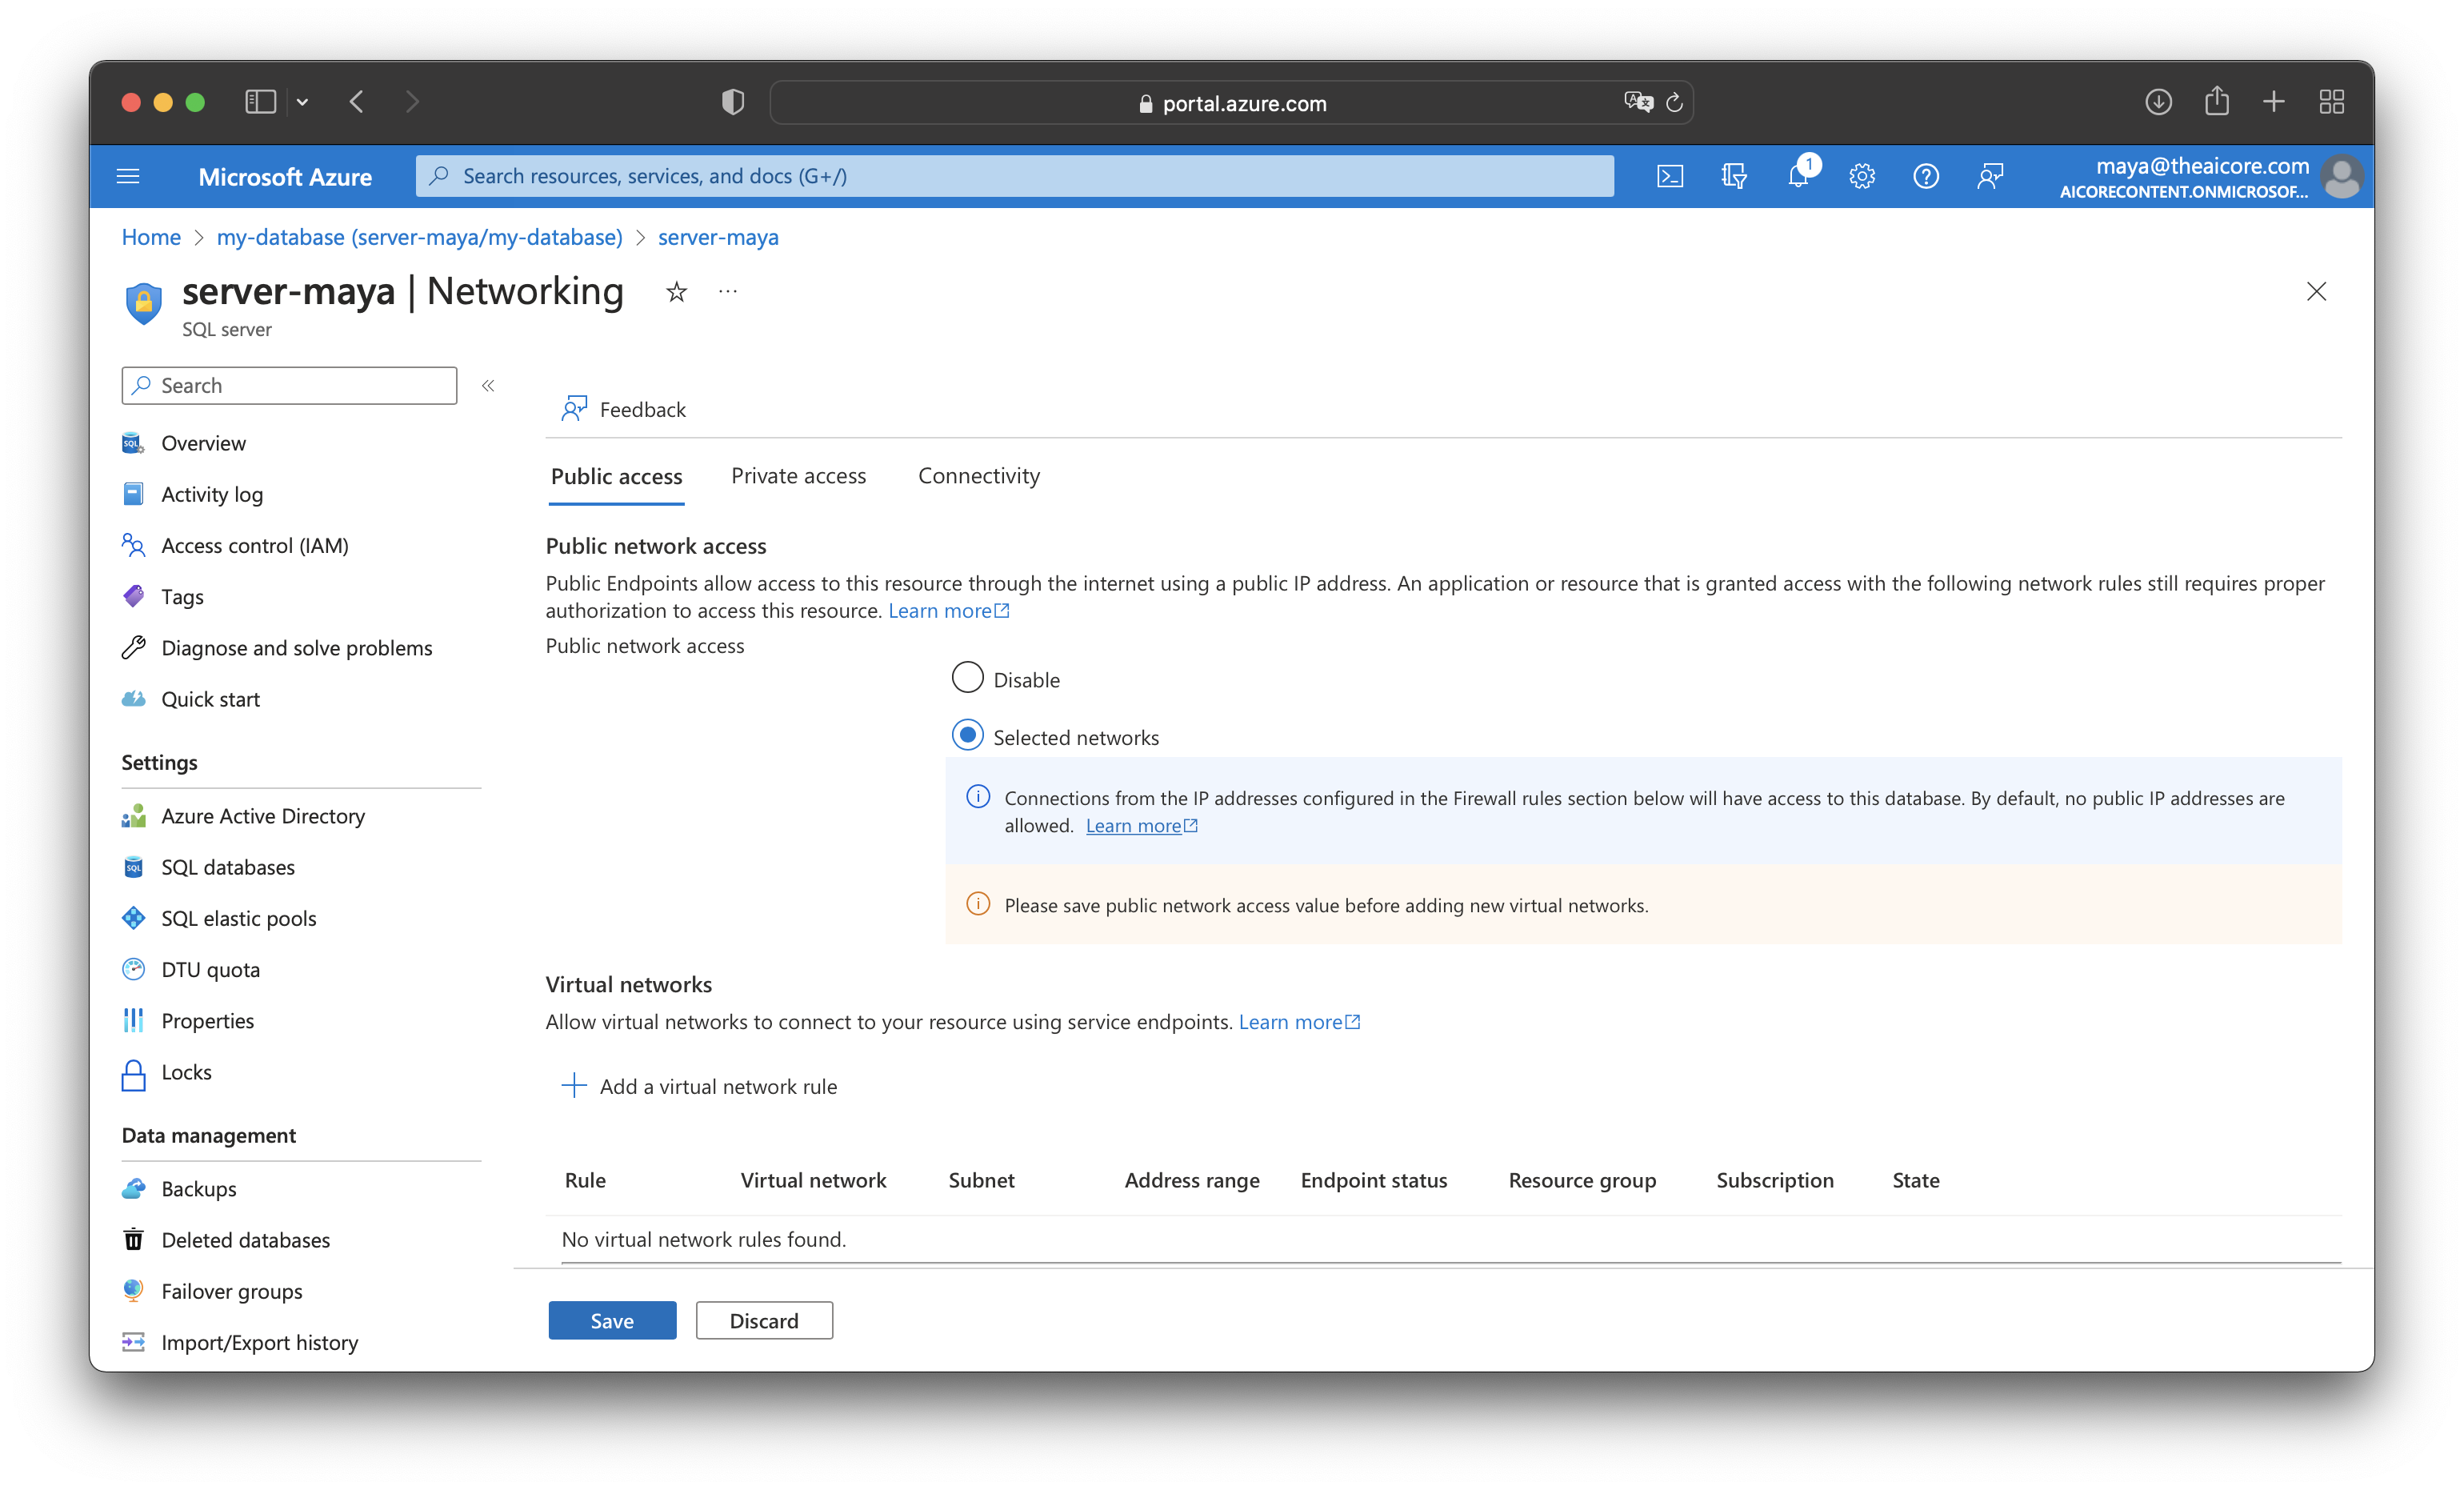 portal.azure.com
Microsoft Azure
Search resources, services, and docs (G+/)
1
maya@theaicore.com
AICORECONTENT.ONMICROSOF...
Home > my-database (server-maya/my-database) > server-maya
server-maya | Networking
SQL server
Search
Overview
Activity log
Access control (IAM)
Tags
Diagnose and solve problems
Quick start
Settings
Azure Active Directory
SQL databases
SQL elastic pools
DTU quota
Properties
Locks
Data management
Backups
Deleted databases
Failover groups
Import/Export history
Feedback
Public access Private access Connectivity
Public network access
Public Endpoints allow access to this resource through the internet using a public IP address. An application or resource that is granted access with the following network rules still requires proper
authorization to access this resource. Learn more
Public network access
Disable
Selected networks
Connections from the IP addresses configured in the Firewall rules section below will have access to this database. By default, no public IP addresses are
allowed. Learn more
Please save public network access value before adding new virtual networks.
Virtual networks
Allow virtual networks to connect to your resource using service endpoints. Learn more
Add a virtual network rule
Rule Virtual network Subnet Address range Endpoint status Resource group Subscription State
No virtual network rules found.
Save Discard